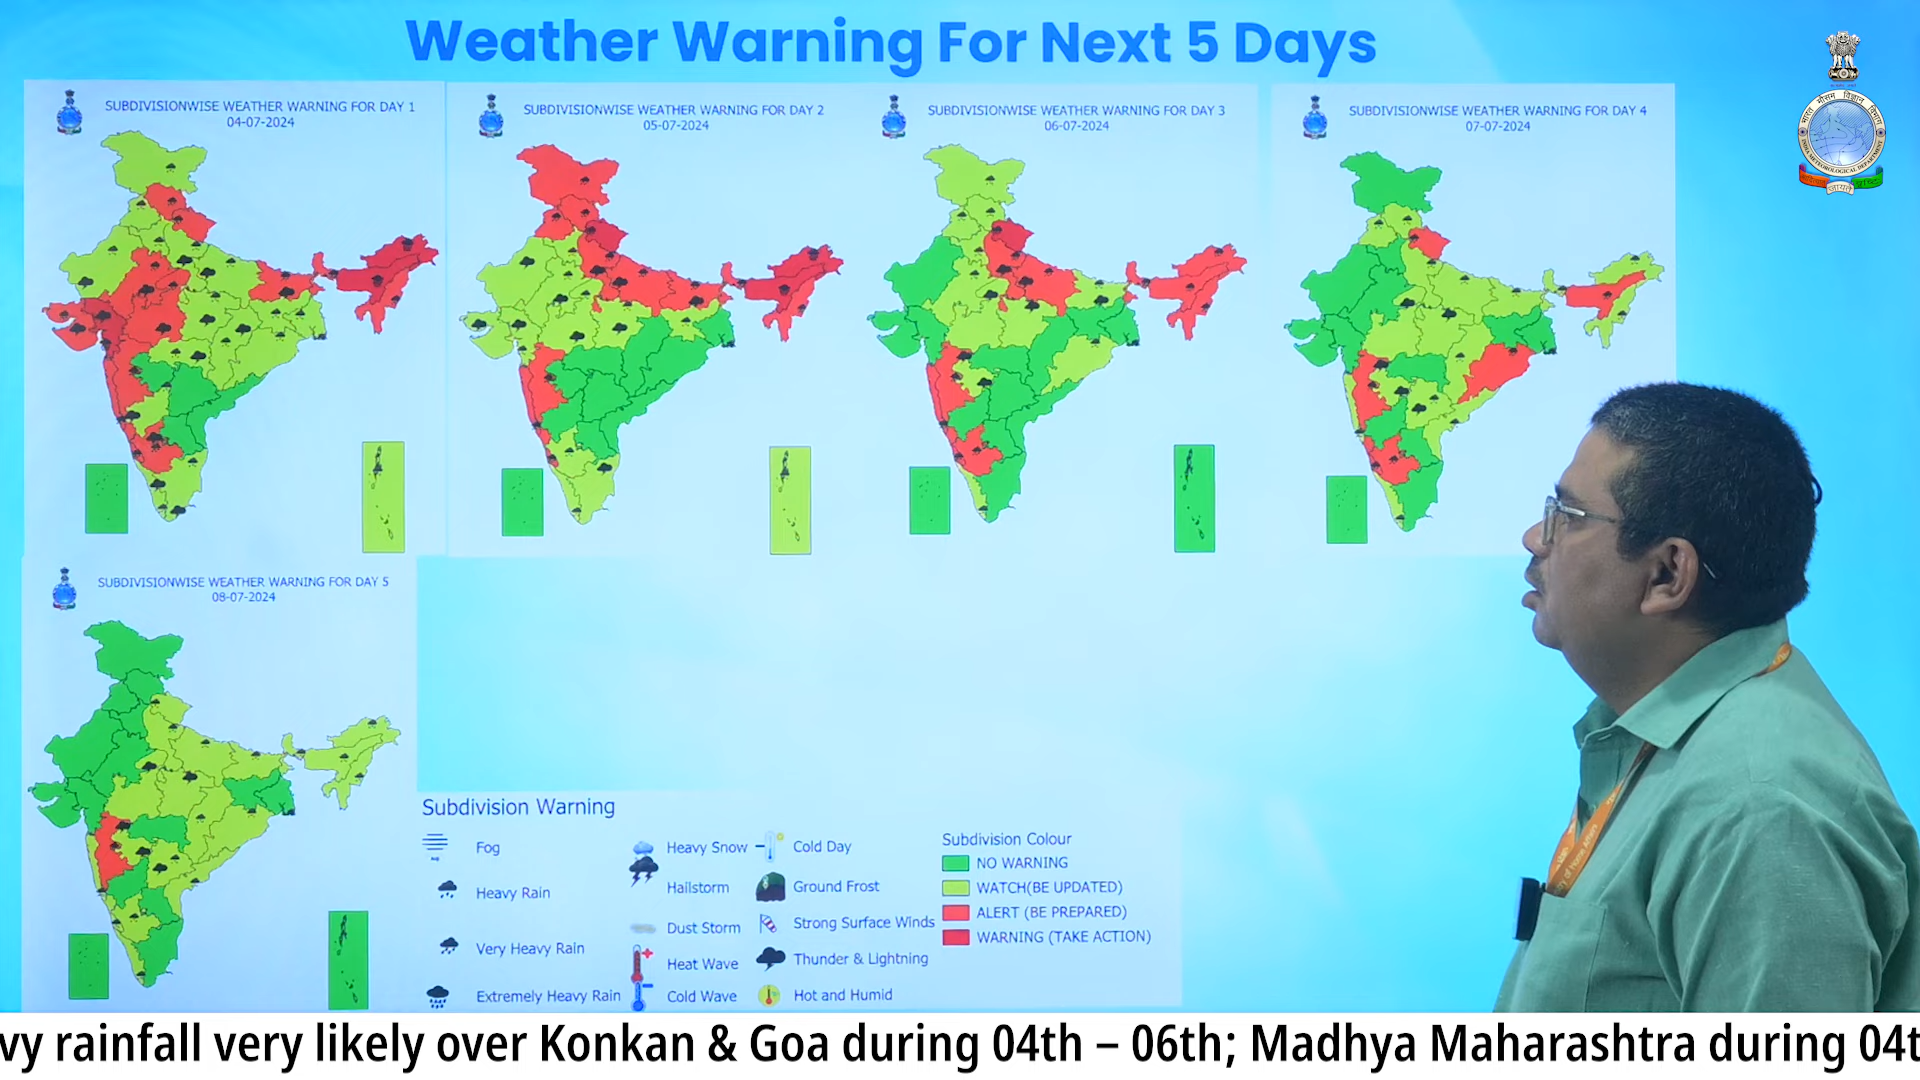 Weather Warning For Next 5 Days
SUBDIVISIONWISE WEATHER WARNING FOR DAY 1
04-07-2024
SUBDIVISIONWISE WEATHER WARNING FOR DAY 2
05-07-2024
SUBDIVISIONWISE WEATHER WARNING FOR DAY 3
06-07-2024
SUBDIVISIONWISE WEATHER WARNING FOR DAY 4
07-07-2024
भारत मौसम विज्ञान विभाग
INDIA METEOROLOGICAL DEPARTMENT
SUBDIVISIONWISE WEATHER WARNING FOR DAY 5
08-07-2024
Subdivision Warning
Fog
Heavy Rain
Very Heavy Rain
Extremely Heavy Rain
Heavy Snow
Hailstorm
Dust Storm
Heat Wave
Cold Wave
Cold Day
Ground Frost
Strong Surface Winds
Thunder & Lightning
Hot and Humid
Subdivision Colour
NO WARNING
WATCH(BE UPDATED)
ALERT (BE PREPARED)
WARNING (TAKE ACTION)
vy rainfall very likely over Konkan & Goa during 04th – 06th; Madhya Maharashtra during 04t